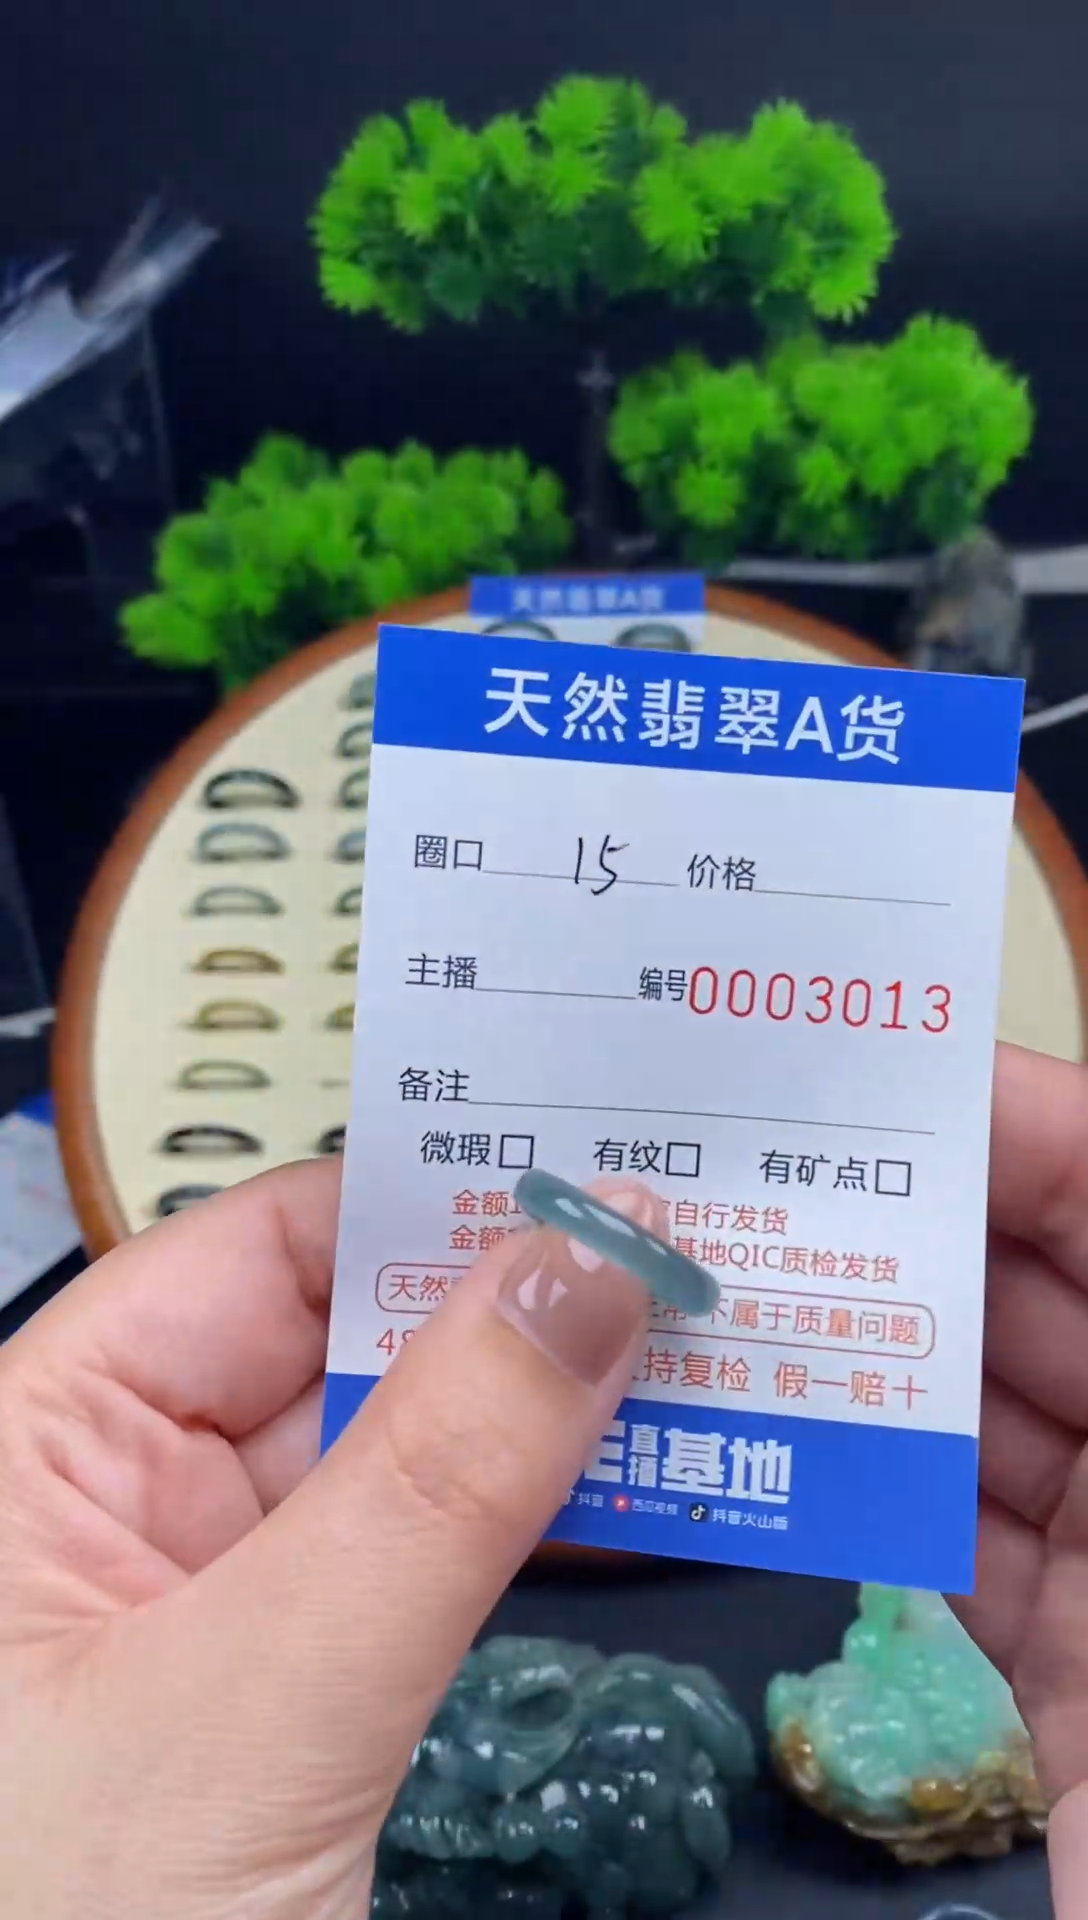 天然翡翠A货
天然翡翠A货
圈口 15 价格
主播 编号0003013
备注
微瑕□ 有纹□ 有矿点□
金额 自行发货
金额 基地QIC质检发货
天然 不属于质量问题
48 持复检 假一赔十
直播基地
抖音 西瓜视频 抖音火山版